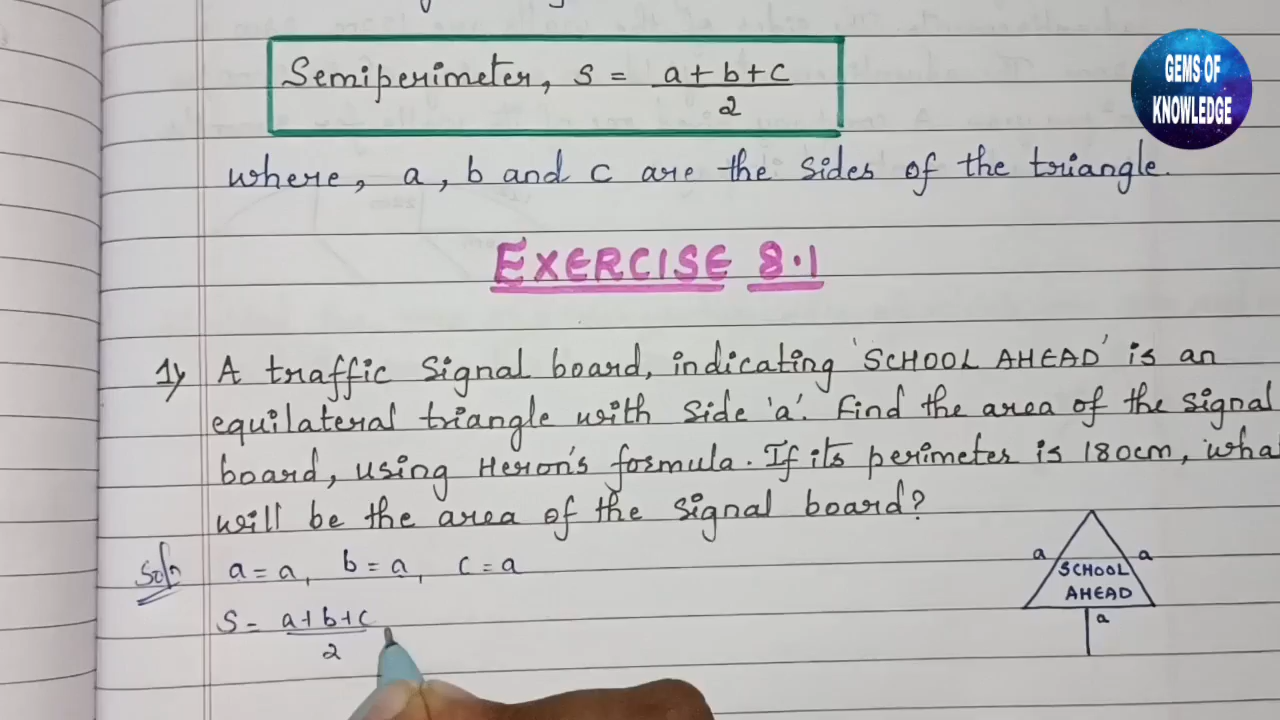 Semiperimeter, S = a+b+c
2
where, a, b and c are the sides of the triangle.
EXERCISE 8.1
1) A traffic signal board, indicating 'SCHOOL AHEAD' is an
equilateral triangle with side 'a'. Find the area of the signal
board, using Heron's formula. If its perimeter is 180cm, wha
will be the area of the signal board?
Soln a = a, b = a, c = a
S = a+b+c
2
a a
SCHOOL
AHEAD
a
GEMS OF
KNOWLEDGE